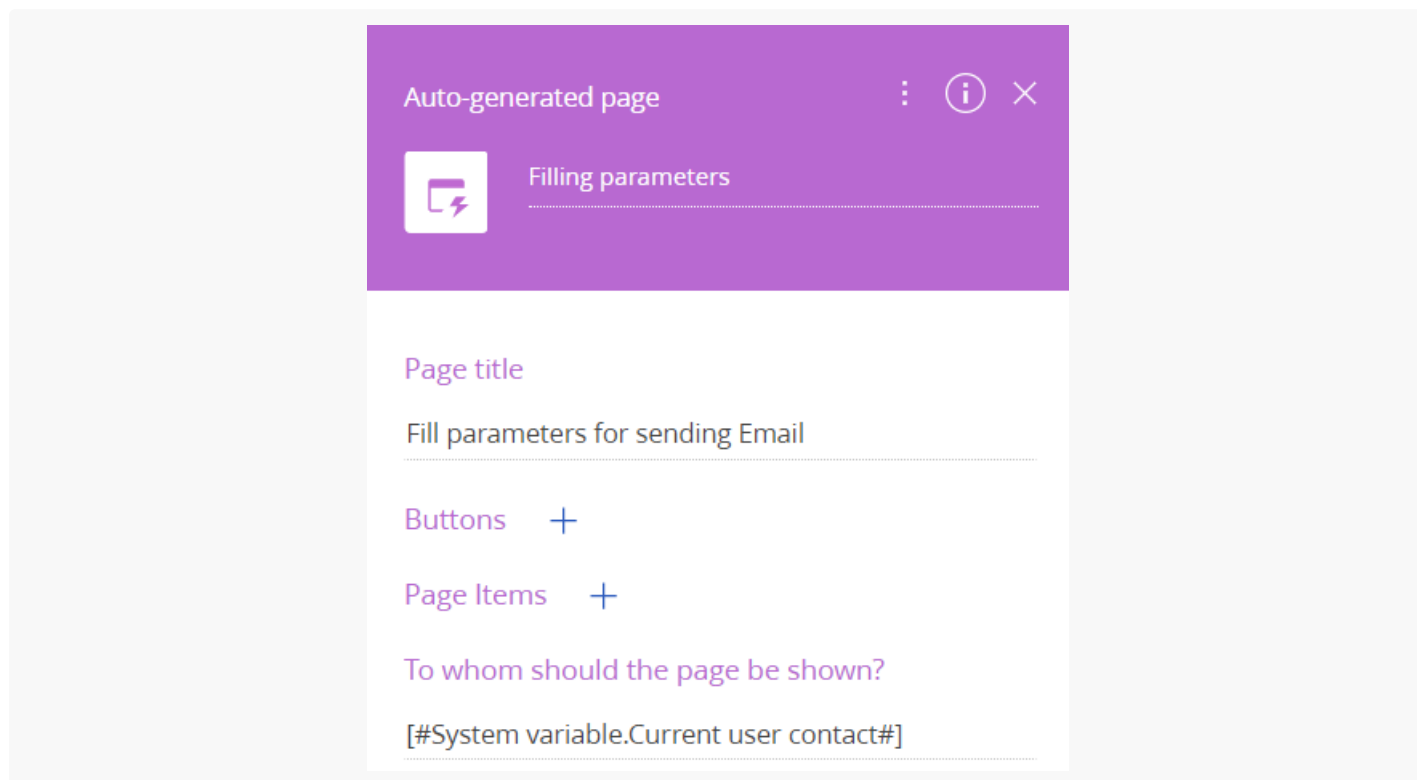 Auto-generated page
Filling parameters
Page title
Fill parameters for sending Email
Buttons
Page Items
To whom should the page be shown?
[#System variable.Current user contact#]